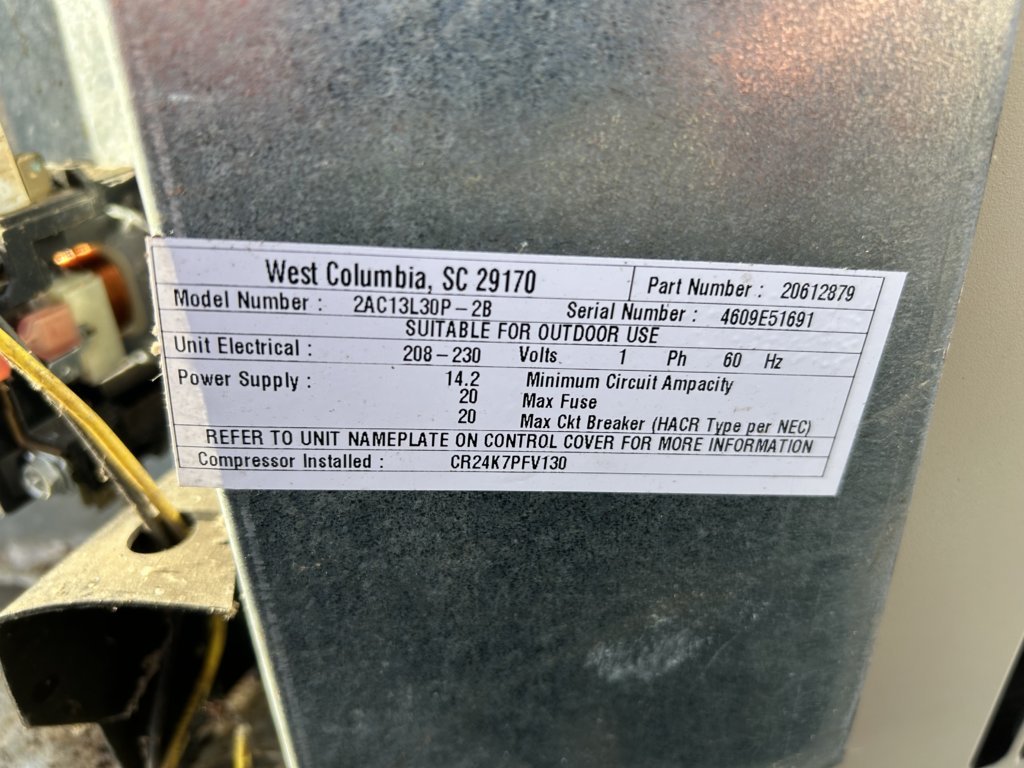 West Columbia, SC 29170 Part Number : 20612879
Model Number : 2AC13L30P-2B Serial Number : 4609E51691
SUITABLE FOR OUTDOOR USE
Unit Electrical : 208-230 Volts 1 Ph 60 Hz
Power Supply : 14.2 Minimum Circuit Ampacity
20 Max Fuse
20 Max Ckt Breaker (HACR Type per NEC)
REFER TO UNIT NAMEPLATE ON CONTROL COVER FOR MORE INFORMATION
Compressor Installed : CR24K7PFV130